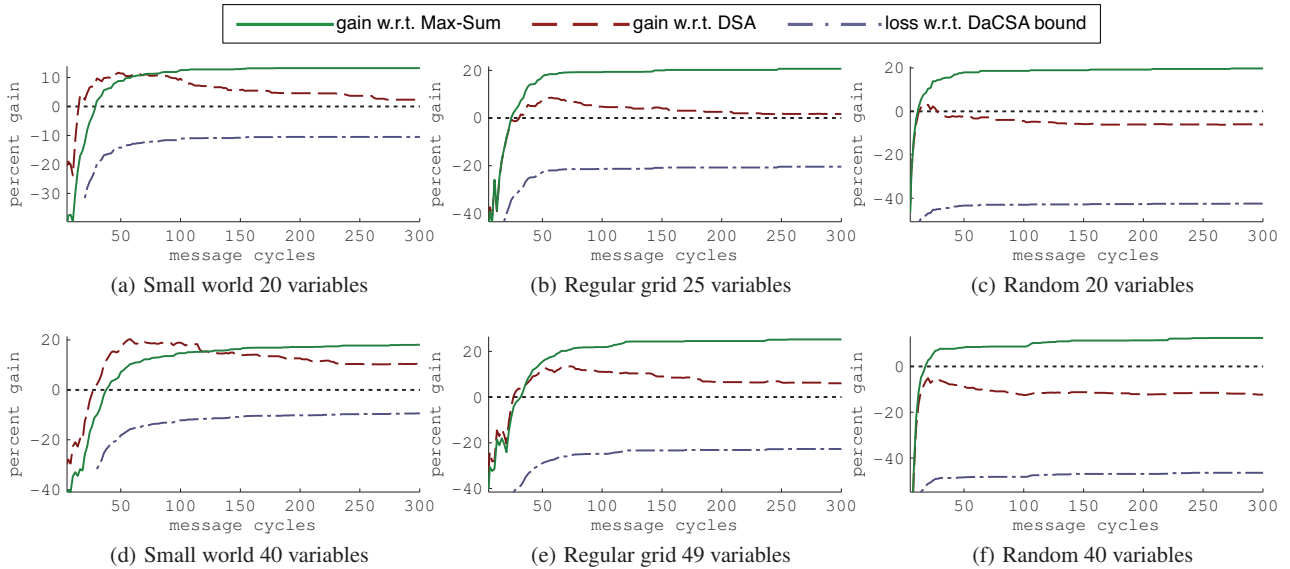 gain w.r.t. Max-Sum gain w.r.t. DSA loss w.r.t. DaCSA bound
percent gain
10
0
−10
−20
−30
50 100 150 200 250 300
message cycles
(a) Small world 20 variables
percent gain
20
0
−20
−40
50 100 150 200 250 300
message cycles
(b) Regular grid 25 variables
percent gain
20
0
−20
−40
50 100 150 200 250 300
message cycles
(c) Random 20 variables
percent gain
20
0
−20
−40
50 100 150 200 250 300
message cycles
(d) Small world 40 variables
percent gain
20
0
−20
−40
50 100 150 200 250 300
message cycles
(e) Regular grid 49 variables
percent gain
0
−20
−40
50 100 150 200 250 300
message cycles
(f) Random 40 variables